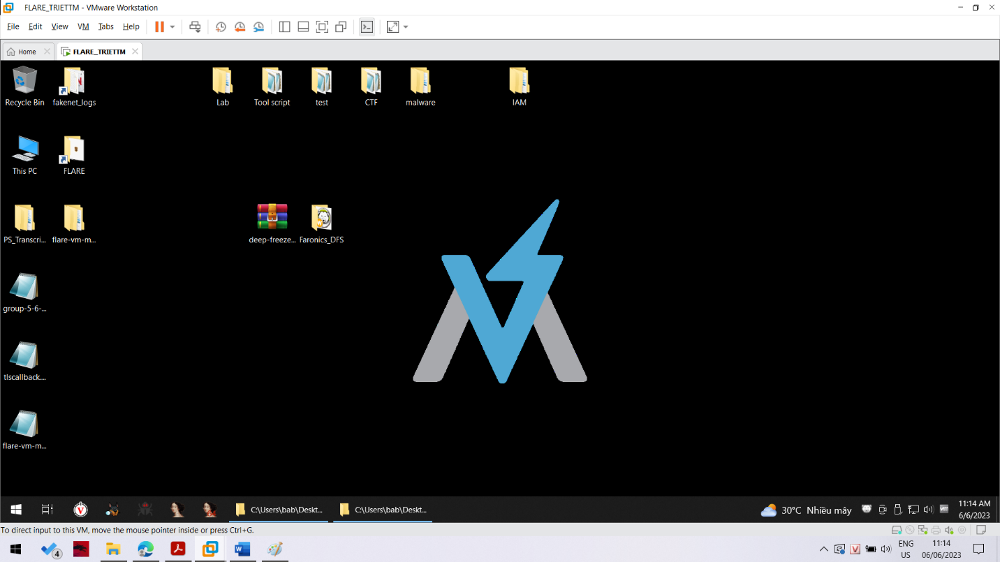 FLARE_TRIETTM - VMware Workstation
File Edit View VM Tabs Help
Home FLARE_TRIETTM
Recycle Bin fakenet_logs Lab Tool script test CTF malware IAM
This PC FLARE
PS_Transcri... flare-vm-m... deep-freeze... Faronics_DFS
group-5-6-...
tlscallback....
flare-vm-m...
C:\Users\bab\Deskt... C:\Users\bab\Deskt... 30°C Nhiều mây 11:14 AM
6/6/2023
To direct input to this VM, move the mouse pointer inside or press Ctrl+G.
4 ENG 11:14
US 06/06/2023